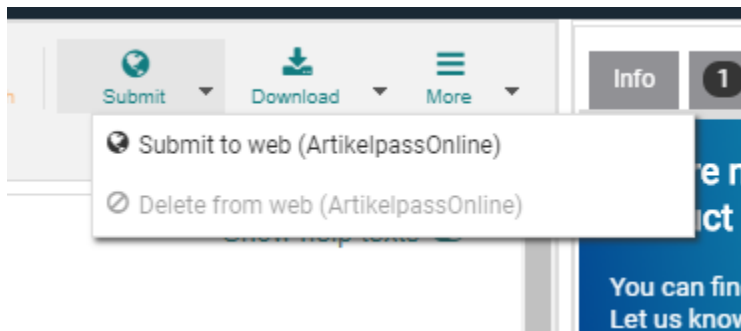 Submit
Download
More
Info
1
Submit to web (ArtikelpassOnline)
Delete from web (ArtikelpassOnline)
Show help texts
You can fin
Let us know